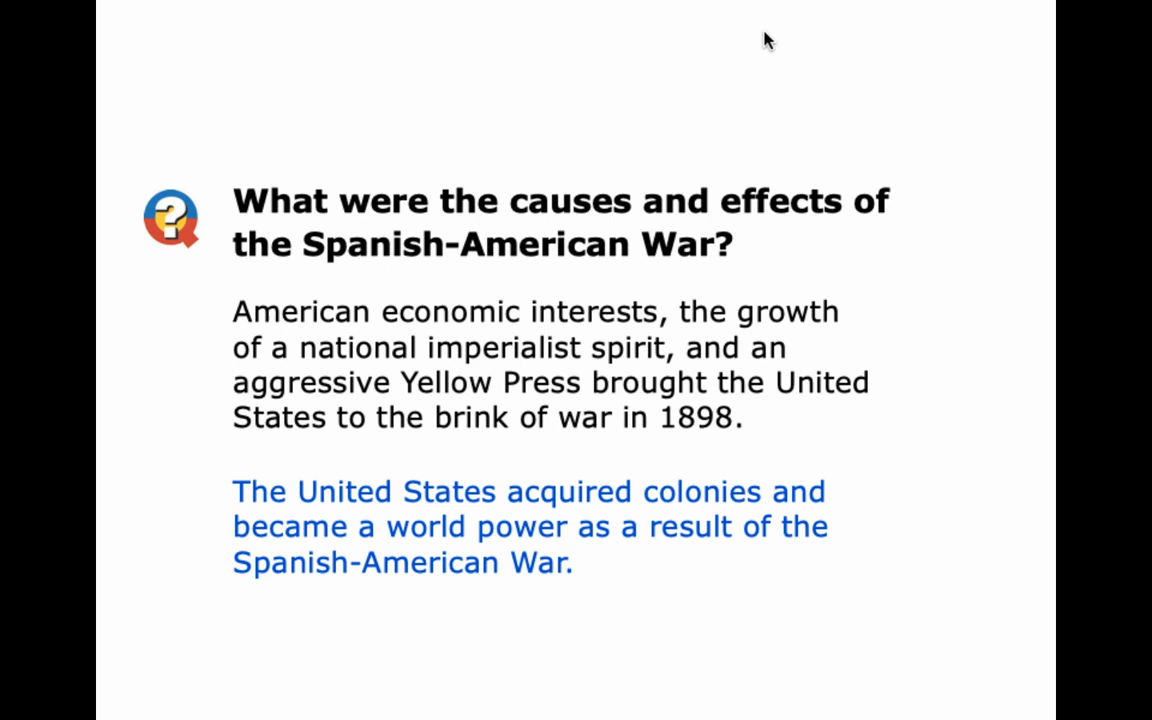 What were the causes and effects of
the Spanish-American War?
American economic interests, the growth
of a national imperialist spirit, and an
aggressive Yellow Press brought the United
States to the brink of war in 1898.
The United States acquired colonies and
became a world power as a result of the
Spanish-American War.